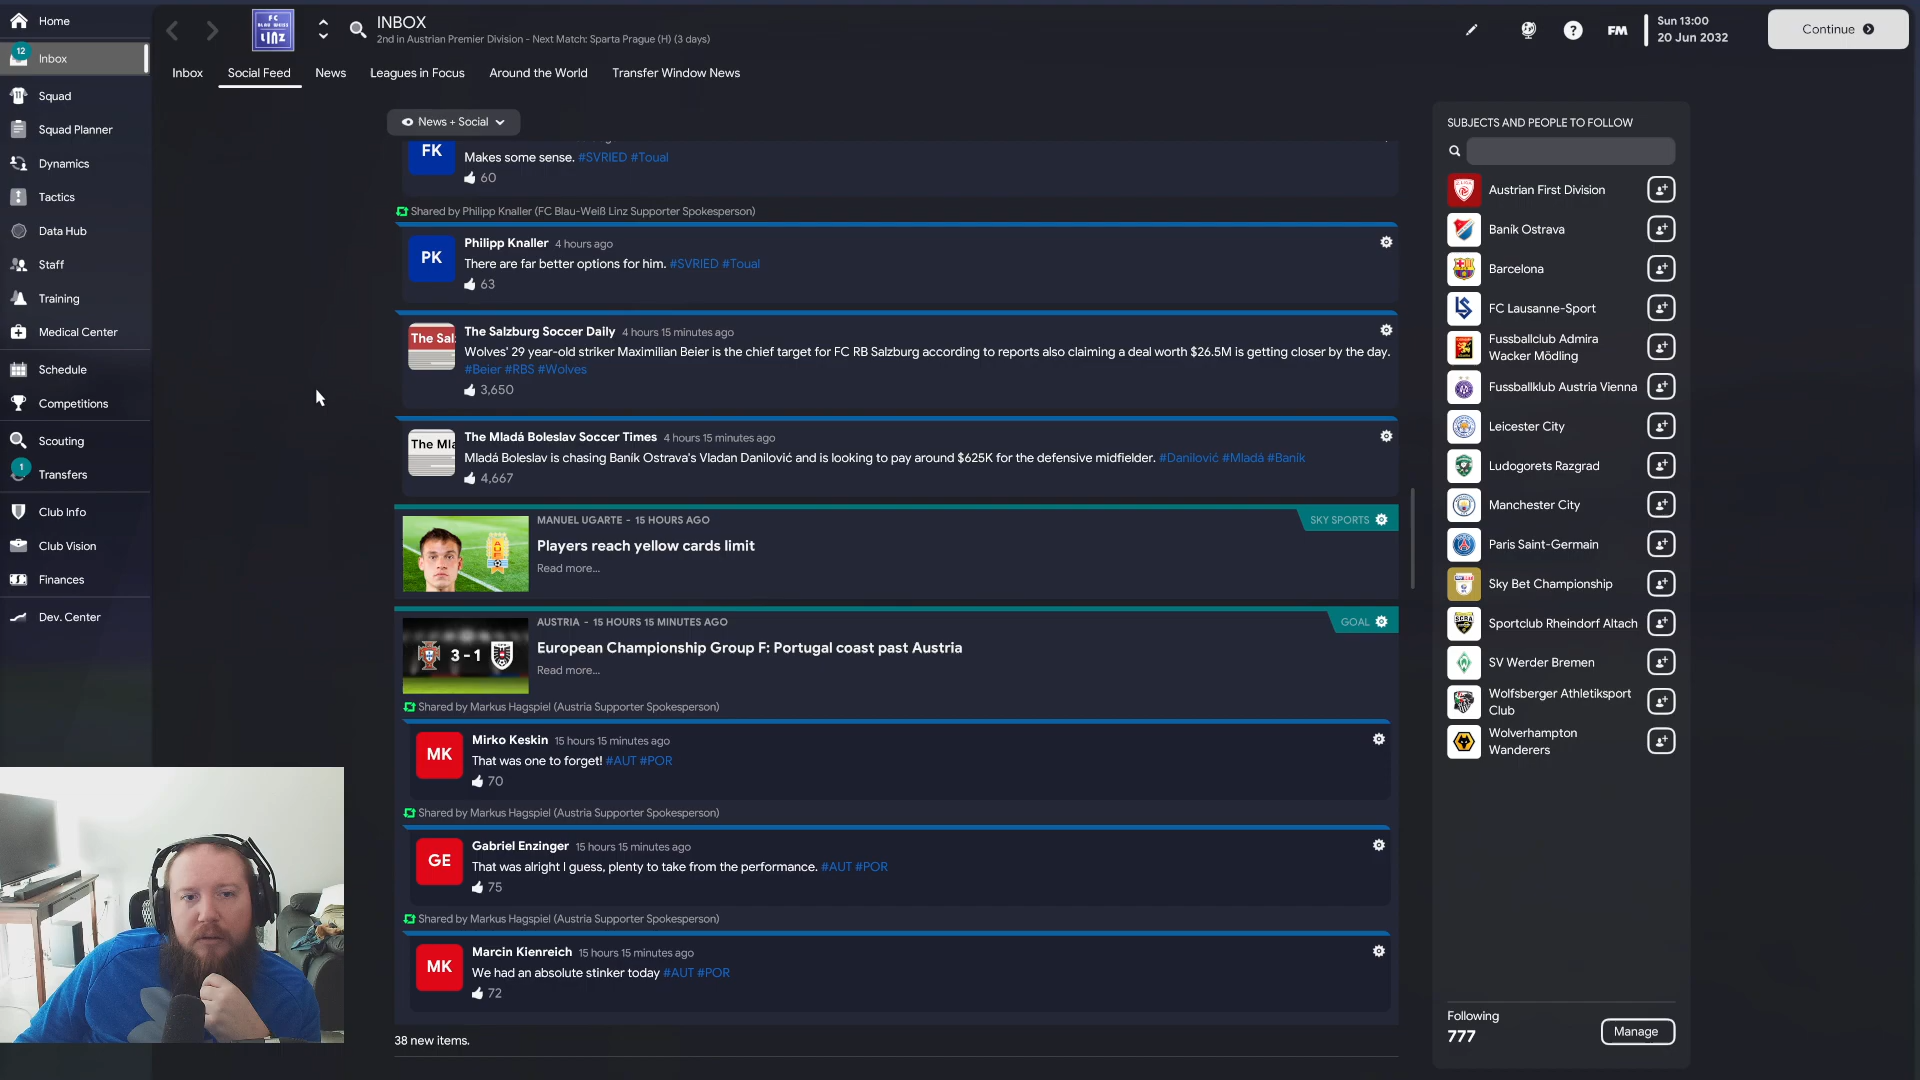 Home
FC
BLAU WEISS
LINZ
INBOX
2nd in Austrian Premier Division - Next Match: Sparta Prague (H) (3 days)
FM
Sun 13:00
20 Jun 2032
Continue
12
Inbox
Inbox
Social Feed
News
Leagues in Focus
Around the World
Transfer Window News
Squad
Squad Planner
Dynamics
Tactics
Data Hub
Staff
Training
Medical Center
Schedule
Competitions
Scouting
1
Transfers
Club Info
Club Vision
Finances
Dev. Center
News + Social
FK
Makes some sense. #SVRIED #Toual
60
Shared by Philipp Knaller (FC Blau-Weiß Linz Supporter Spokesperson)
PK
Philipp Knaller 4 hours ago
There are far better options for him. #SVRIED #Toual
63
The Sal
The Salzburg Soccer Daily 4 hours 15 minutes ago
Wolves' 29 year-old striker Maximilian Beier is the chief target for FC RB Salzburg according to reports also claiming a deal worth $26.5M is getting closer by the day.
#Beier #RBS #Wolves
3,650
The Mla
The Mladá Boleslav Soccer Times 4 hours 15 minutes ago
Mladá Boleslav is chasing Baník Ostrava's Vladan Danilović and is looking to pay around $625K for the defensive midfielder. #Danilović #Mladá #Baník
4,667
MANUEL UGARTE - 15 HOURS AGO
SKY SPORTS
Players reach yellow cards limit
Read more...
AUSTRIA - 15 HOURS 15 MINUTES AGO
GOAL
3 - 1
European Championship Group F: Portugal coast past Austria
Read more...
Shared by Markus Hagspiel (Austria Supporter Spokesperson)
MK
Mirko Keskin 15 hours 15 minutes ago
That was one to forget! #AUT #POR
70
Shared by Markus Hagspiel (Austria Supporter Spokesperson)
GE
Gabriel Enzinger 15 hours 15 minutes ago
That was alright I guess, plenty to take from the performance. #AUT #POR
75
Shared by Markus Hagspiel (Austria Supporter Spokesperson)
MK
Marcin Kienreich 15 hours 15 minutes ago
We had an absolute stinker today #AUT #POR
72
38 new items.
SUBJECTS AND PEOPLE TO FOLLOW
Austrian First Division
Baník Ostrava
Barcelona
FC Lausanne-Sport
Fussballclub Admira
Wacker Mödling
Fussballklub Austria Vienna
Leicester City
Ludogorets Razgrad
Manchester City
Paris Saint-Germain
Sky Bet Championship
Sportclub Rheindorf Altach
SV Werder Bremen
Wolfsberger Athletiksport
Club
Wolverhampton
Wanderers
Following
777
Manage